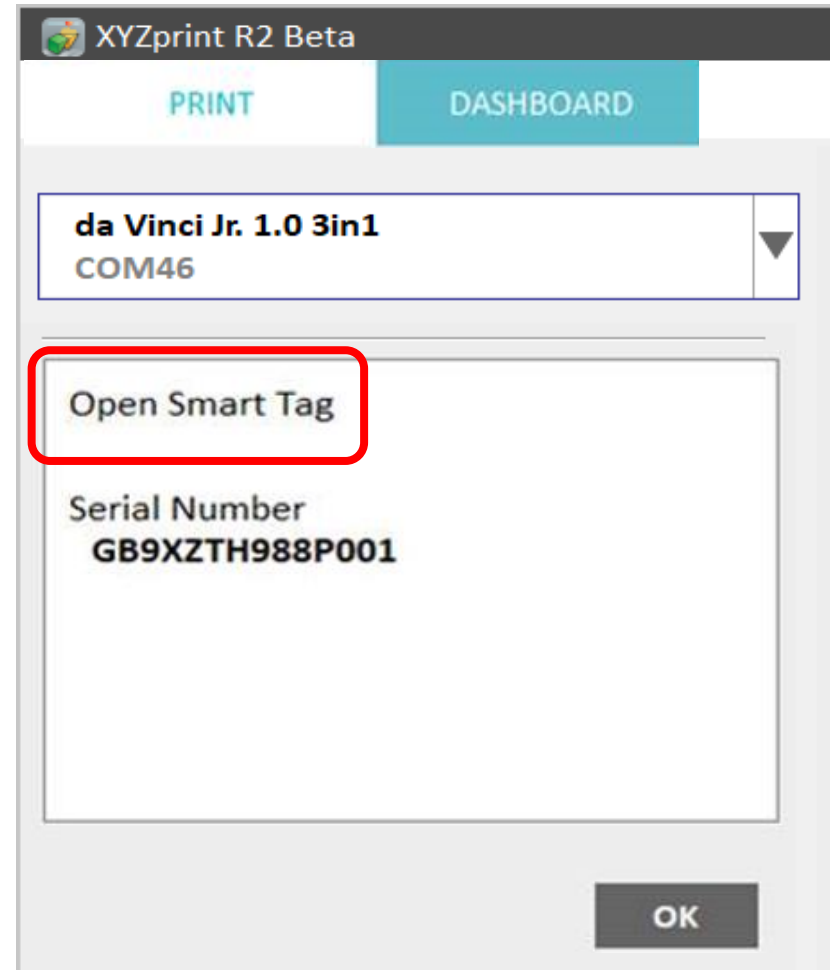 XYZprint R2 Beta
PRINT DASHBOARD
da Vinci Jr. 1.0 3in1
COM46
Open Smart Tag
Serial Number
GB9XZTH988P001
OK